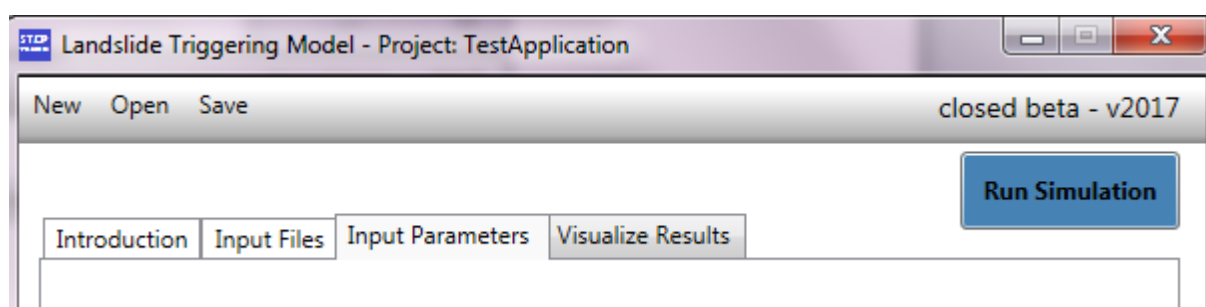 STEP
Landslide Triggering Model - Project: TestApplication
New Open Save closed beta - v2017
Run Simulation
Introduction Input Files Input Parameters Visualize Results